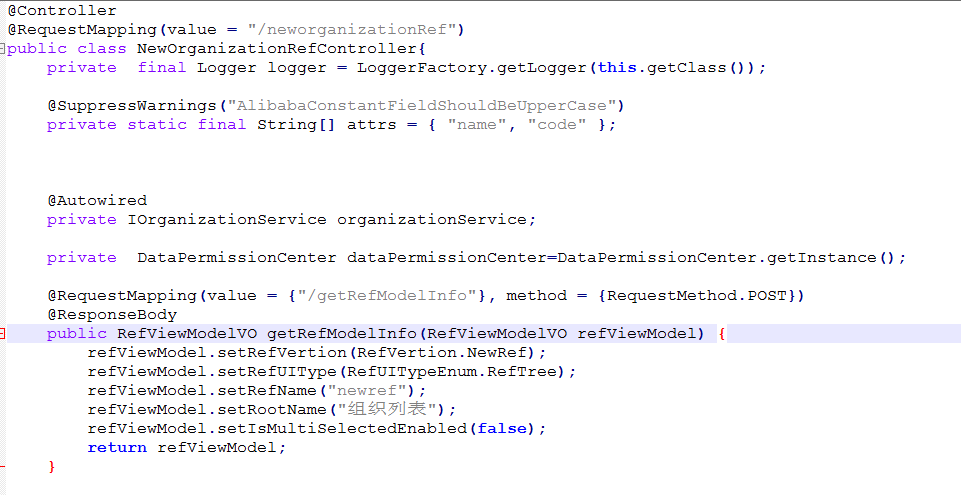 @Controller
@RequestMapping(value = "/neworganizationRef")
public class NewOrganizationRefController{
    private  final Logger logger = LoggerFactory.getLogger(this.getClass());
    @SuppressWarnings("AlibabaConstantFieldShouldBeUpperCase")
    private static final String[] attrs = { "name", "code" };
    @Autowired
    private IOrganizationService organizationService;
    private  DataPermissionCenter dataPermissionCenter=DataPermissionCenter.getInstance();
    @RequestMapping(value = {"/getRefModelInfo"}, method = {RequestMethod.POST})
    @ResponseBody
    public RefViewModelVO getRefModelInfo(RefViewModelVO refViewModel) {
        refViewModel.setRefVertion(RefVertion.NewRef);
        refViewModel.setRefUIType(RefUITypeEnum.RefTree);
        refViewModel.setRefName("newref");
        refViewModel.setRootName("组织列表");
        refViewModel.setIsMultiSelectedEnabled(false);
        return refViewModel;
    }